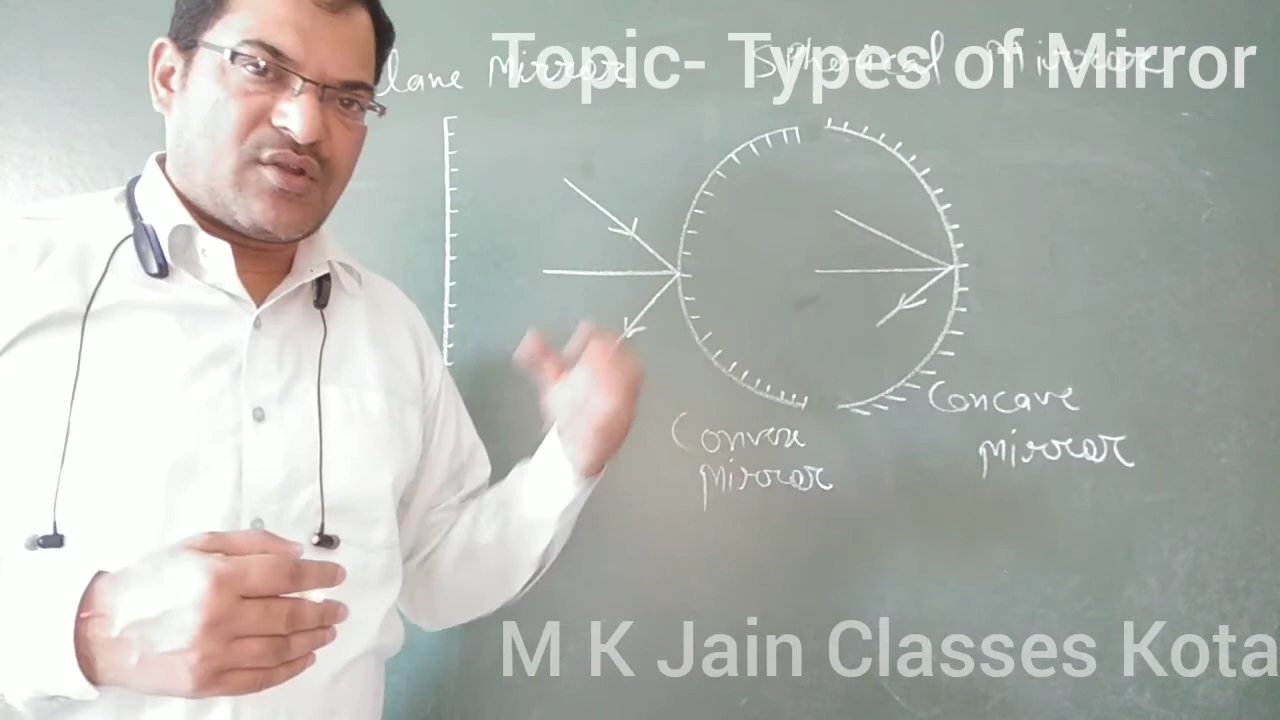 Topic- Types of Mirror
lane Mirror
Spherical Mirror
Convex
Mirror
Concave
Mirror
M K Jain Classes Kota